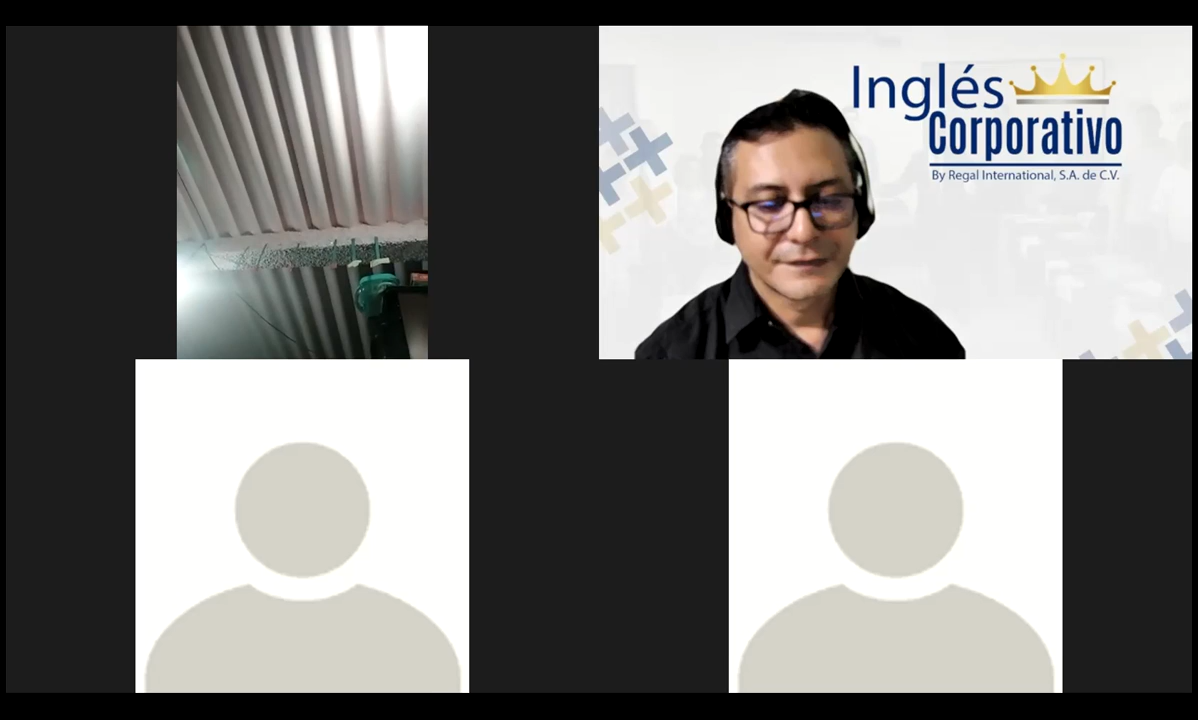 Inglés
Corporativo
By Regal International, S.A. de C.V.